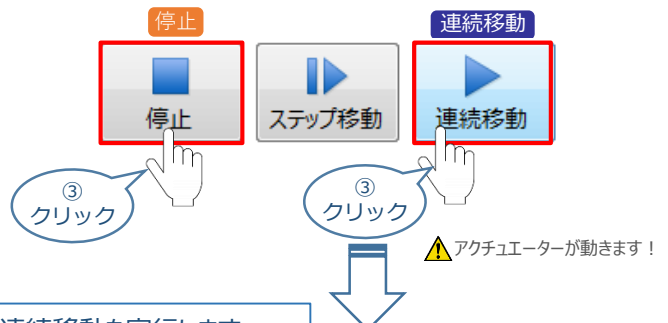 停止
連続移動
停止
ステップ移動
連続移動
③
クリック
③
クリック
アクチュエーターが動きます！